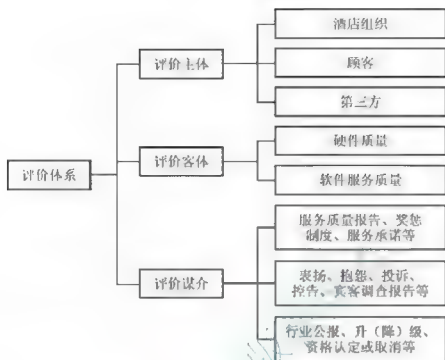 酒店组织
评价主体
顾客
第三方
硬件质量
评价体系
评价客体
软件服务质量
服务质量报告、奖惩
制度、服务承诺等
评价谋介
表扬、抱怨、投诉、
控告、宾客调查报告等
行业公报、升（降）级、
资格认定或取消等